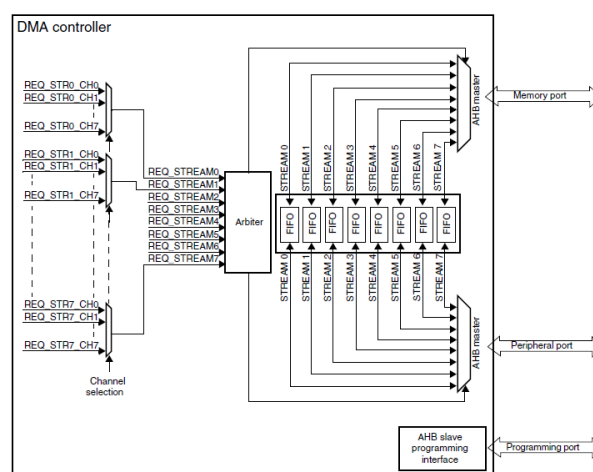 DMA controller
REQ_STR0_CH0
REQ_STR0_CH1
REQ_STR0_CH7
REQ_STR1_CH0
REQ_STR1_CH1
REQ_STR1_CH7
REQ_STR7_CH0
REQ_STR7_CH1
REQ_STR7_CH7
Channel
selection
REQ_STREAM0
REQ_STREAM1
REQ_STREAM2
REQ_STREAM3
REQ_STREAM4
REQ_STREAM5
REQ_STREAM6
REQ_STREAM7
Arbiter
STREAM 0
STREAM 1
STREAM 2
STREAM 3
STREAM 4
STREAM 5
STREAM 6
STREAM 7
FIFO
FIFO
FIFO
FIFO
FIFO
FIFO
FIFO
FIFO
STREAM 0
STREAM 1
STREAM 2
STREAM 3
STREAM 4
STREAM 5
STREAM 6
STREAM 7
AHB master
Memory port
AHB master
Peripheral port
AHB slave
programming
interface
Programming port